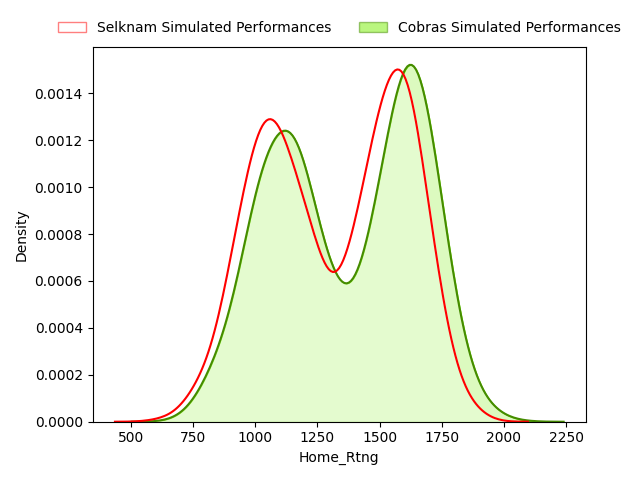 Selknam Simulated Performances
Cobras Simulated Performances
Density
0.0014
0.0012
0.0010
0.0008
0.0006
0.0004
0.0002
0.0000
500 750 1000 1250 1500 1750 2000 2250
Home_Rtng